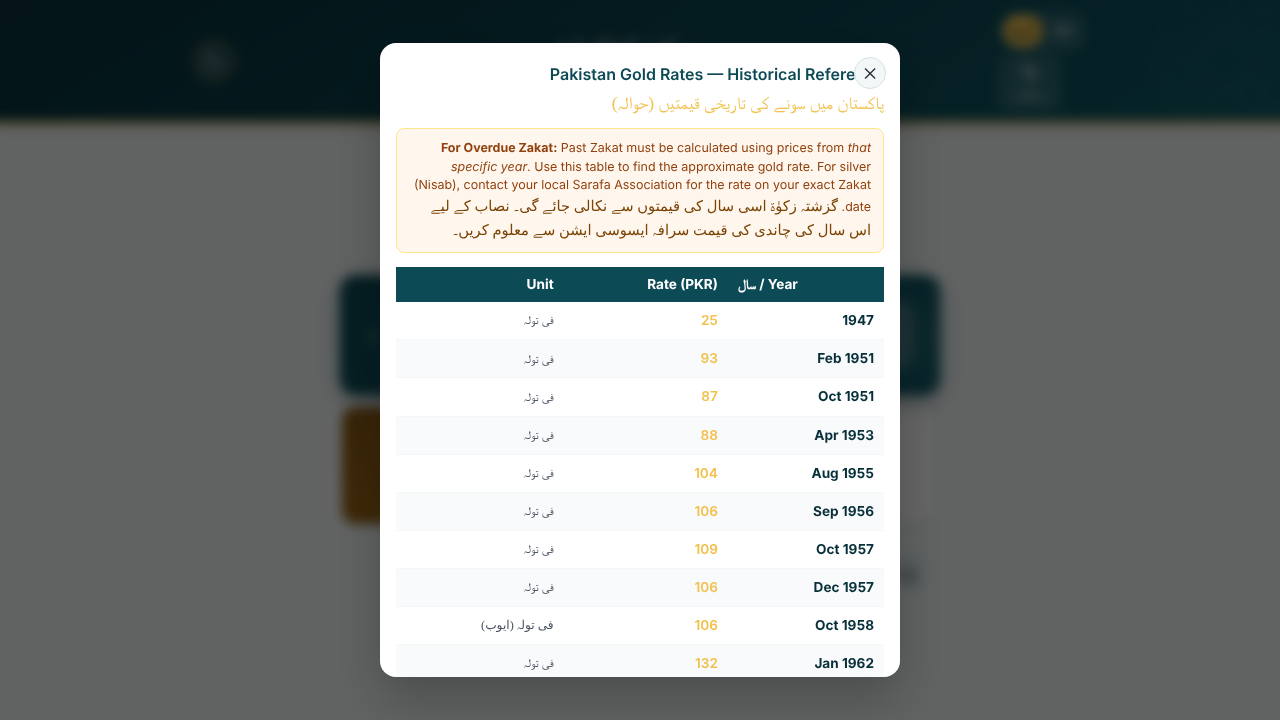 Pakistan Gold Rates — Historical Refere
پاکستان میں سونے کی تاریخی قیمتیں (حوالہ)
For Overdue Zakat: Past Zakat must be calculated using prices from that
specific year. Use this table to find the approximate gold rate. For silver
(Nisab), contact your local Sarafa Association for the rate on your exact Zakat
date. گزشتہ زکوٰۃ اسی سال کی قیمتوں سے نکالی جائے گی۔ نصاب کے لیے
اس سال کی چاندی کی قیمت سرافہ ایسوسی ایشن سے معلوم کریں۔
سال / Year Rate (PKR) Unit
1947 25 فی تولہ
Feb 1951 93 فی تولہ
Oct 1951 87 فی تولہ
Apr 1953 88 فی تولہ
Aug 1955 104 فی تولہ
Sep 1956 106 فی تولہ
Oct 1957 109 فی تولہ
Dec 1957 106 فی تولہ
Oct 1958 106 فی تولہ (ایوب)
Jan 1962 132 فی تولہ